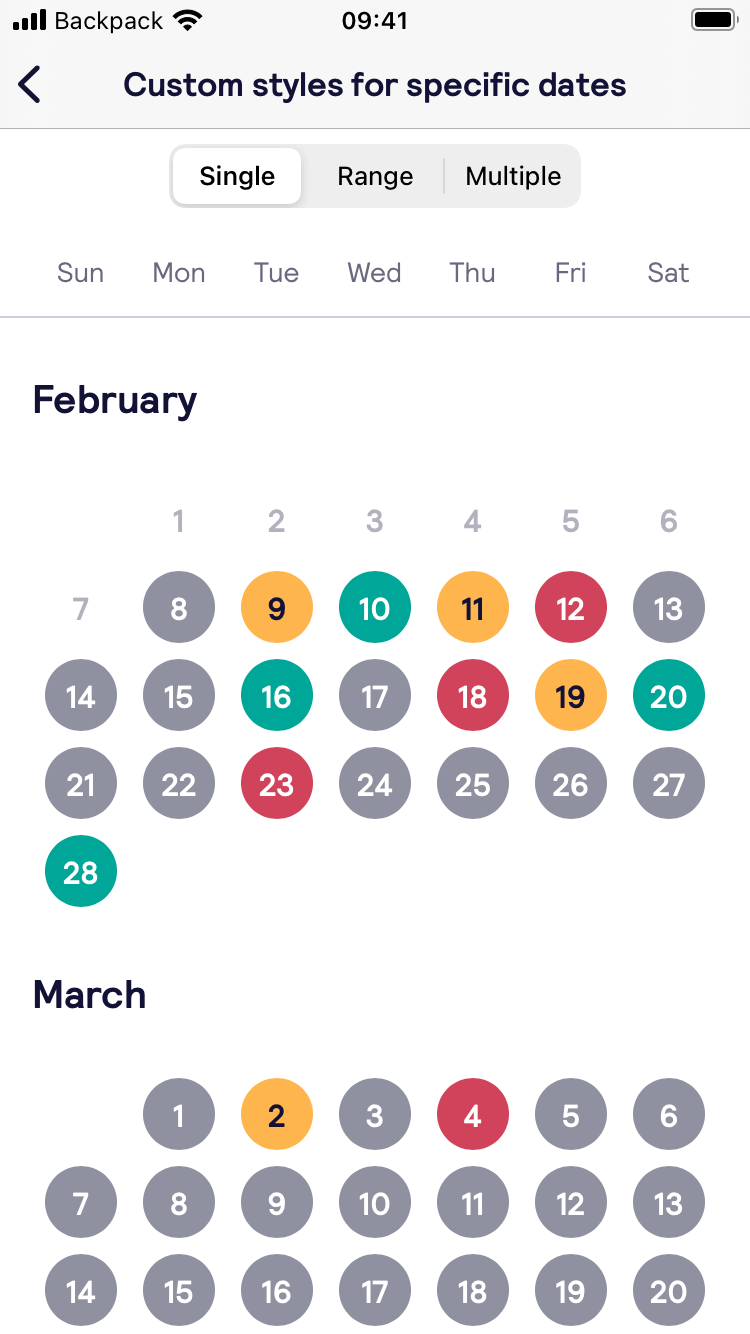 Backpack 09:41
Custom styles for specific dates
Single Range Multiple
Sun Mon Tue Wed Thu Fri Sat
February
1 2 3 4 5 6
7 8 9 10 11 12 13
14 15 16 17 18 19 20
21 22 23 24 25 26 27
28
March
1 2 3 4 5 6
7 8 9 10 11 12 13
14 15 16 17 18 19 20